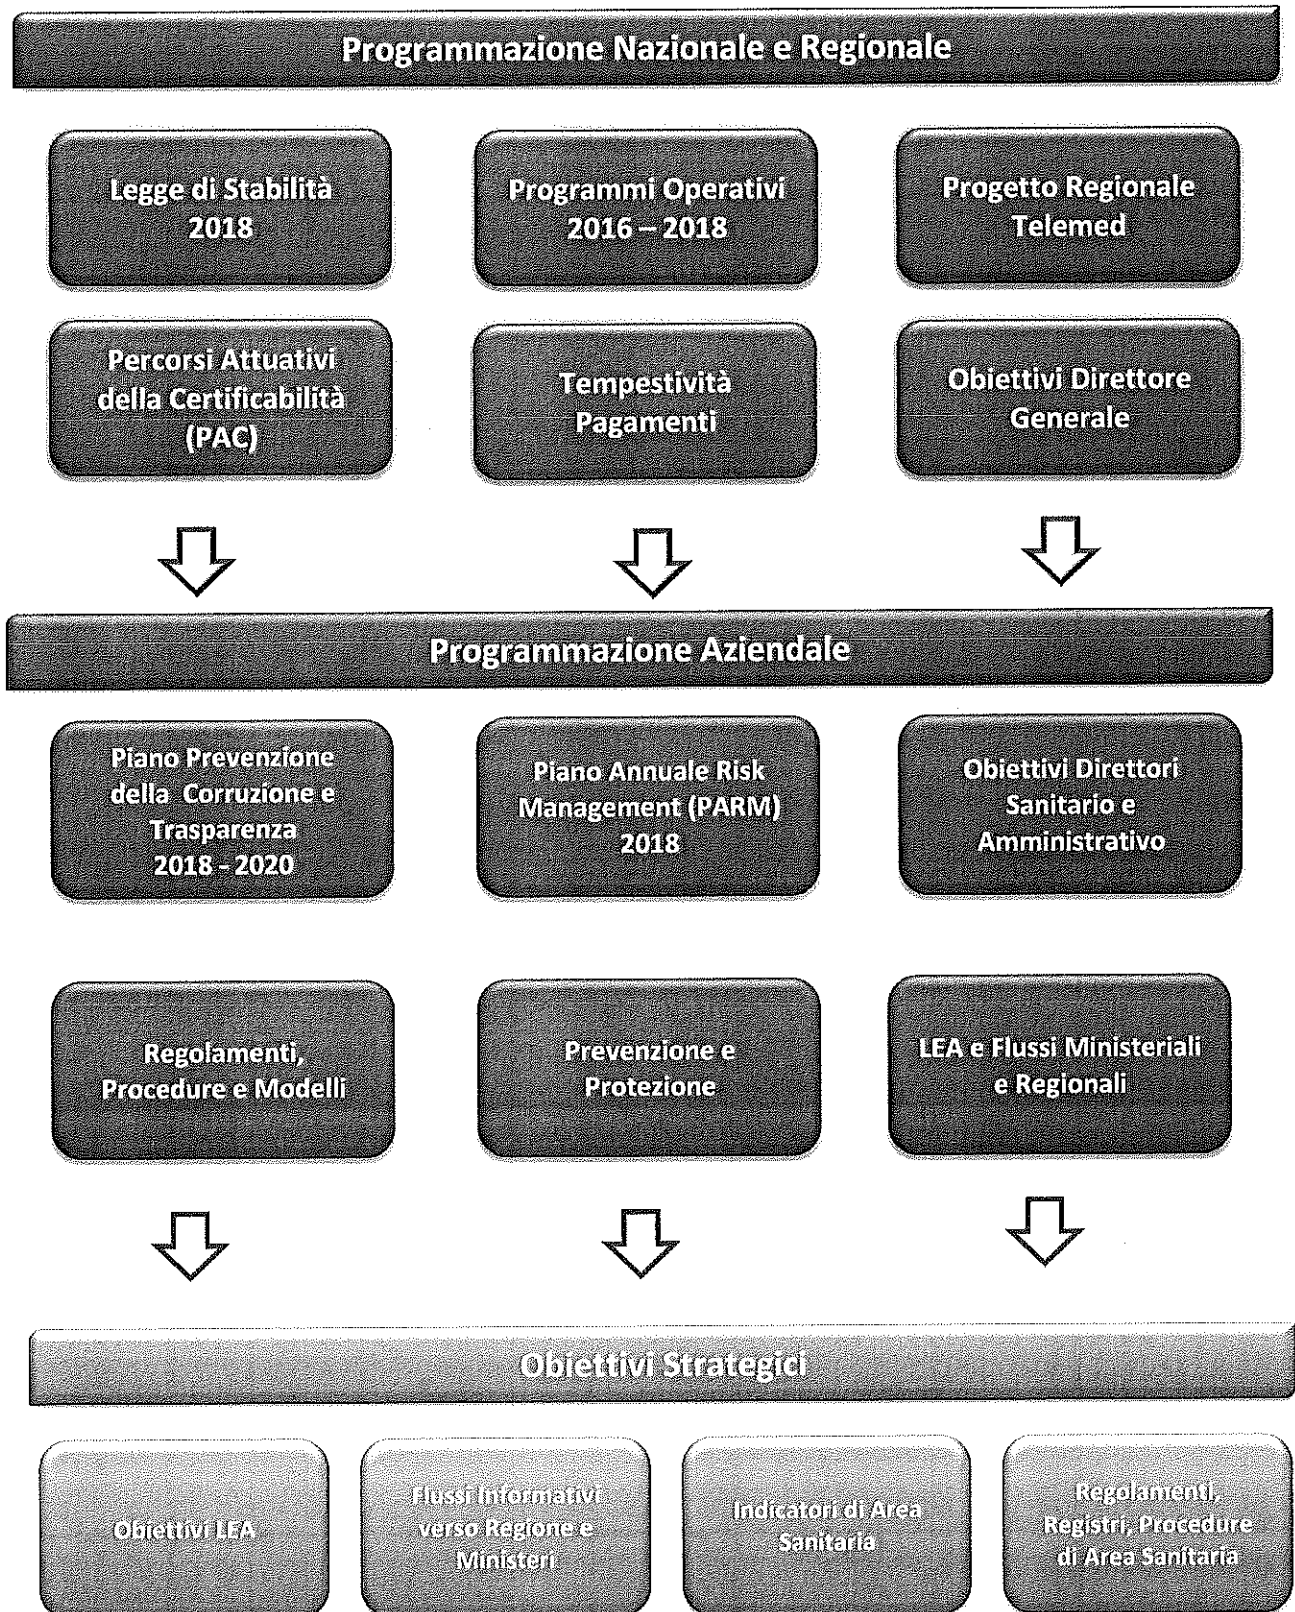 Programmazione Nazionale e Regionale
Legge di Stabilità
2018
Programmi Operativi
2016 – 2018
Progetto Regionale
Telemed
Percorsi Attuativi
della Certificabilità
(PAC)
Tempestività
Pagamenti
Obiettivi Direttore
Generale
Programmazione Aziendale
Piano Prevenzione
della Corruzione e
Trasparenza
2018 - 2020
Piano Annuale Risk
Management (PARM)
2018
Obiettivi Direttori
Sanitario e
Amministrativo
Regolamenti,
Procedure e Modelli
Prevenzione e
Protezione
LEA e Flussi Ministeriali
e Regionali
Obiettivi Strategici
Obiettivi LEA
Flussi Informativi
verso Regione e
Ministeri
Indicatori di Area
Sanitaria
Regolamenti,
Registri, Procedure
di Area Sanitaria